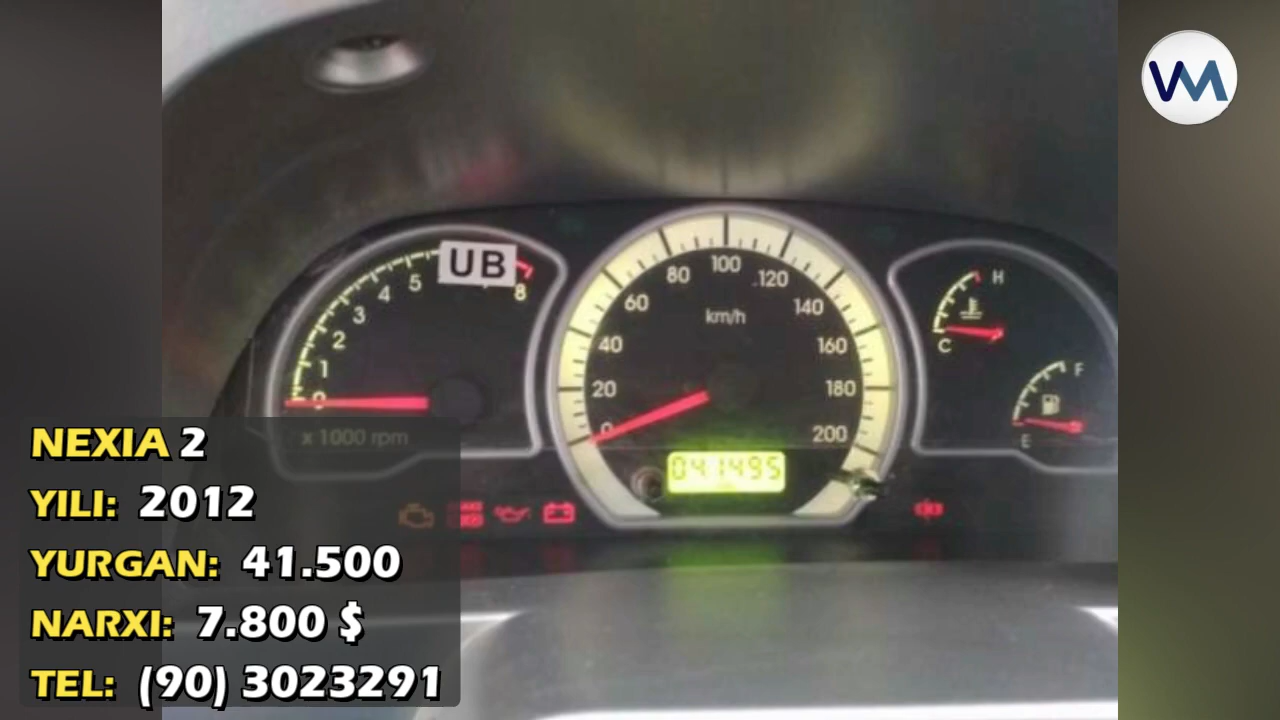 VM
UB
0 1 2 3 4 5 8
x 1000 rpm
0 20 40 60 80 100 120 140 160 180 200
km/h
041495
H
C
F
E
NEXIA 2
YILI: 2012
YURGAN: 41.500
NARXI: 7.800 $
TEL: (90) 3023291